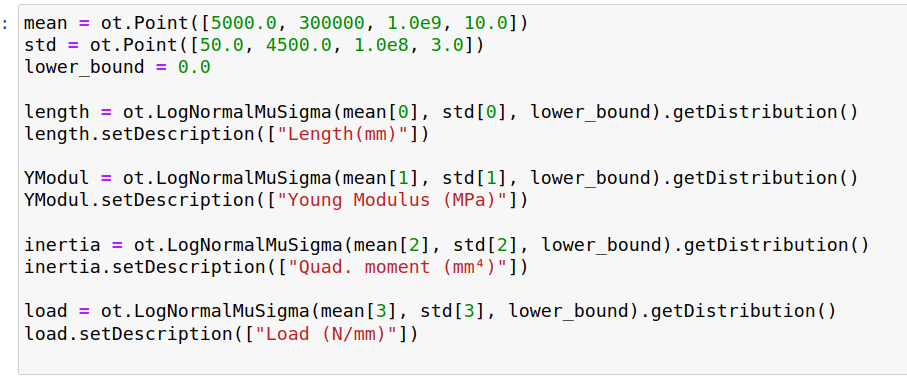 :
mean = ot.Point([5000.0, 300000, 1.0e9, 10.0])
std = ot.Point([50.0, 4500.0, 1.0e8, 3.0])
lower_bound = 0.0
length = ot.LogNormalMuSigma(mean[0], std[0], lower_bound).getDistribution()
length.setDescription(["Length(mm)"])
YModul = ot.LogNormalMuSigma(mean[1], std[1], lower_bound).getDistribution()
YModul.setDescription(["Young Modulus (MPa)"])
inertia = ot.LogNormalMuSigma(mean[2], std[2], lower_bound).getDistribution()
inertia.setDescription(["Quad. moment (mm⁴)"])
load = ot.LogNormalMuSigma(mean[3], std[3], lower_bound).getDistribution()
load.setDescription(["Load (N/mm)"])